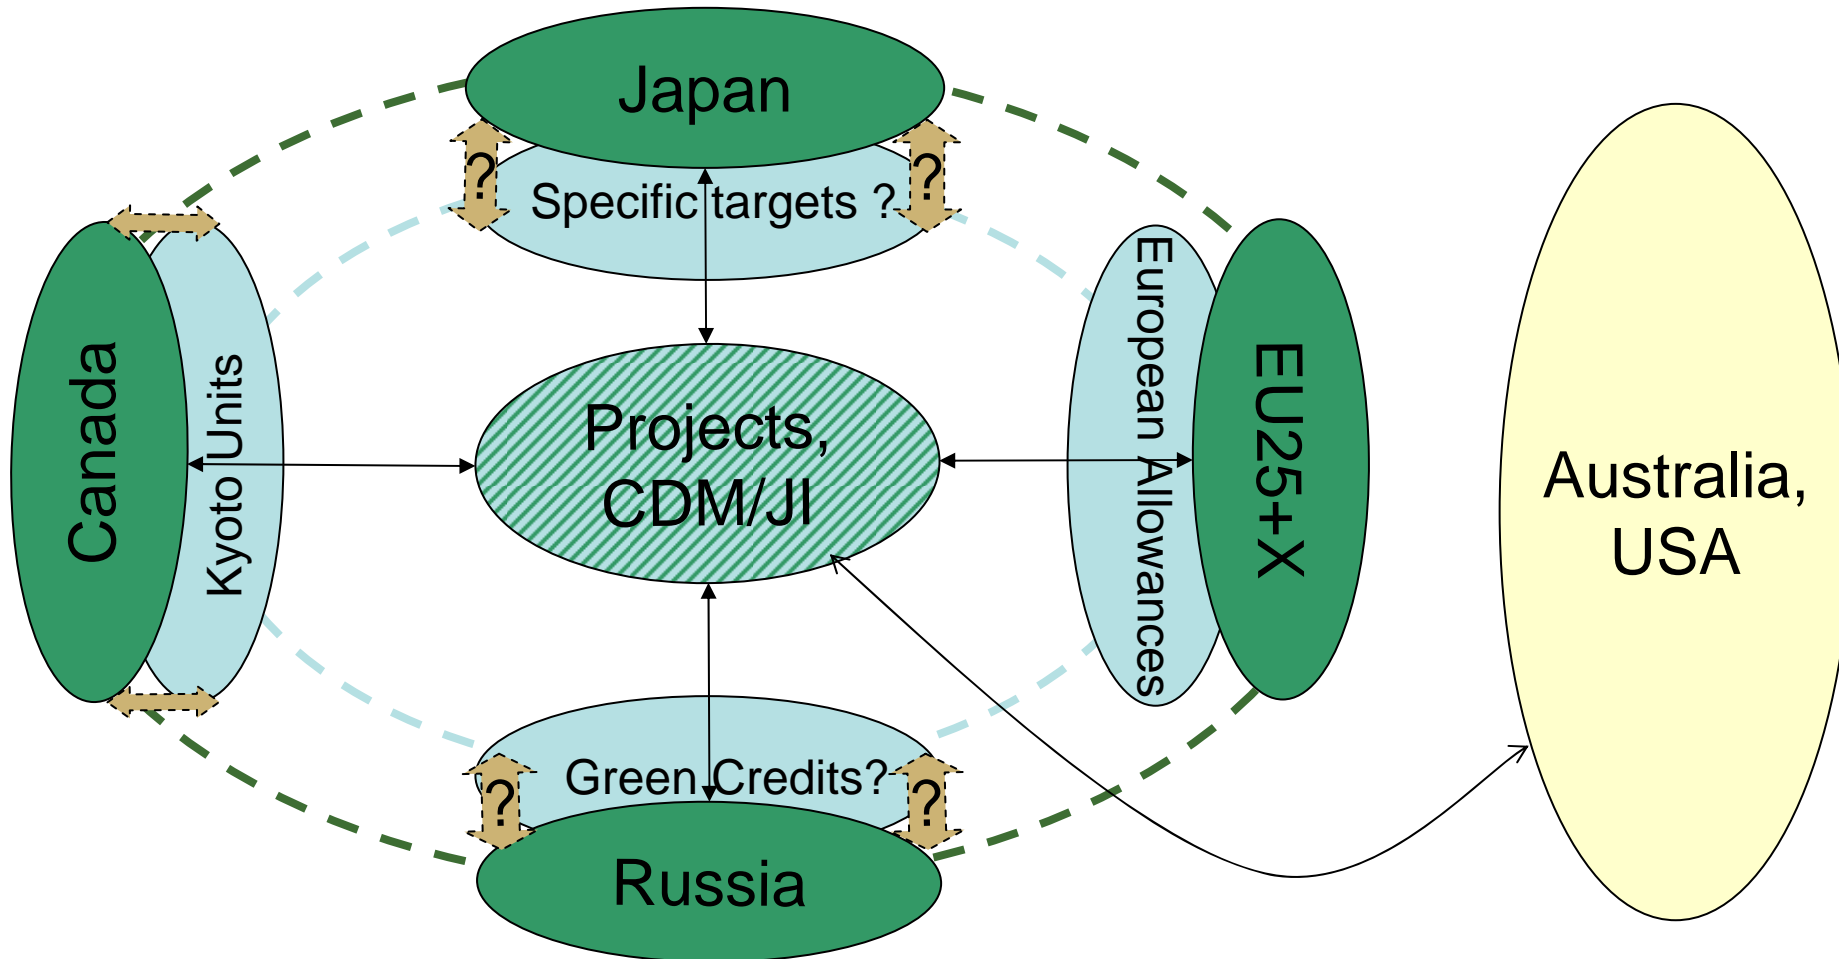 Japan
?
Specific targets ?
?
Canada
Kyoto Units
Projects,
CDM/JI
European Allowances
EU25+X
Australia,
USA
?
Green Credits?
?
Russia